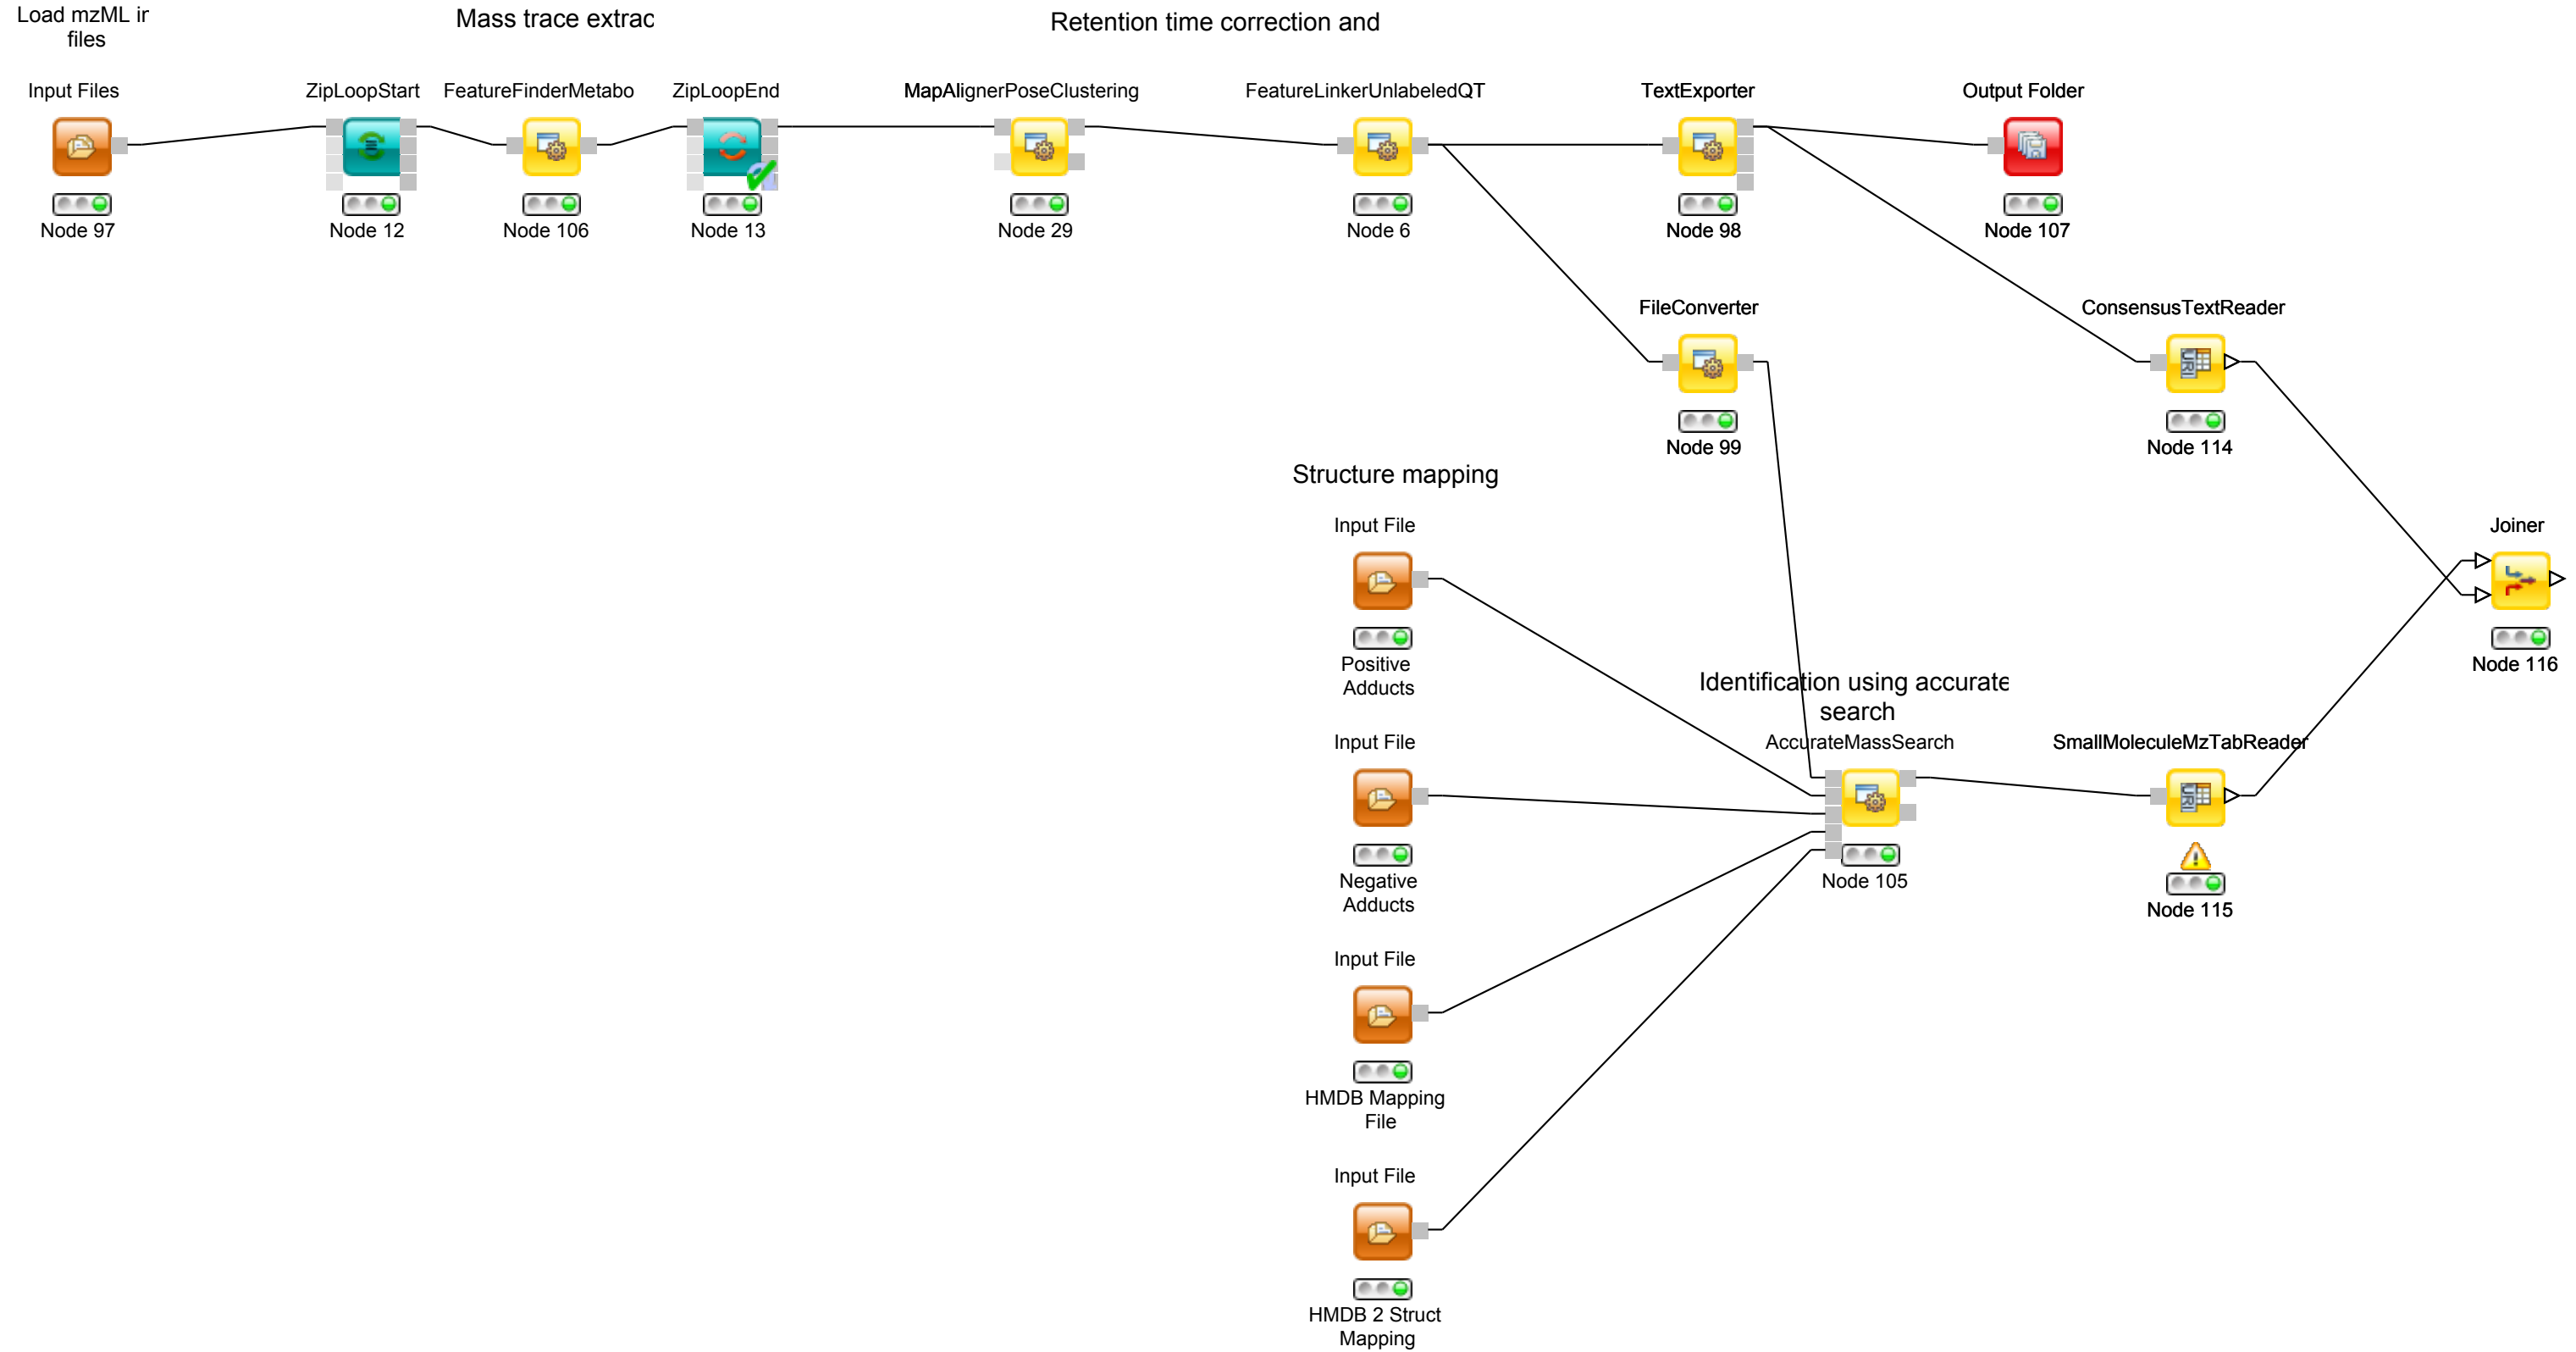 Load mzML ir
files
Mass trace extrac
Retention time correction and
Input Files
ZipLoopStart
FeatureFinderMetabo
ZipLoopEnd
MapAlignerPoseClustering
FeatureLinkerUnlabeledQT
TextExporter
Output Folder
Node 97
Node 12
Node 106
Node 13
Node 29
Node 6
Node 98
Node 107
FileConverter
ConsensusTextReader
Node 99
Node 114
Structure mapping
Input File
Joiner
Positive
Adducts
Node 116
Identification using accurate
search
Input File
AccurateMassSearch
SmallMoleculeMzTabReader
Negative
Adducts
Node 105
Node 115
Input File
HMDB Mapping
File
Input File
HMDB 2 Struct
Mapping